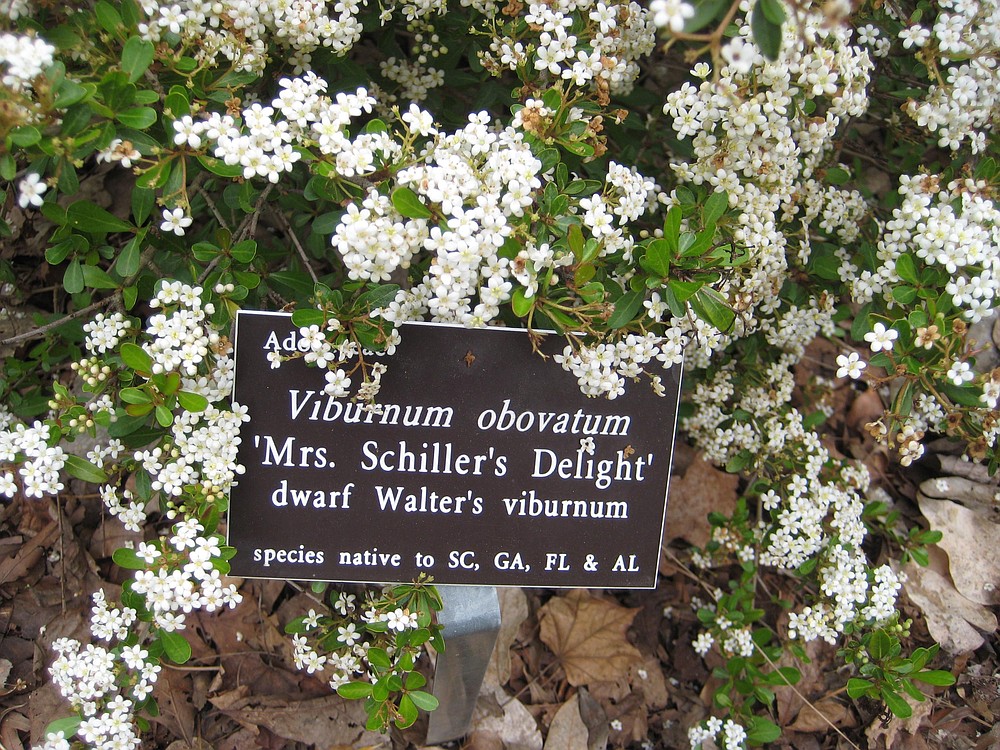 Viburnum obovatum
'Mrs. Schiller's Delight'
dwarf Walter's viburnum
species native to SC, GA, FL & AL